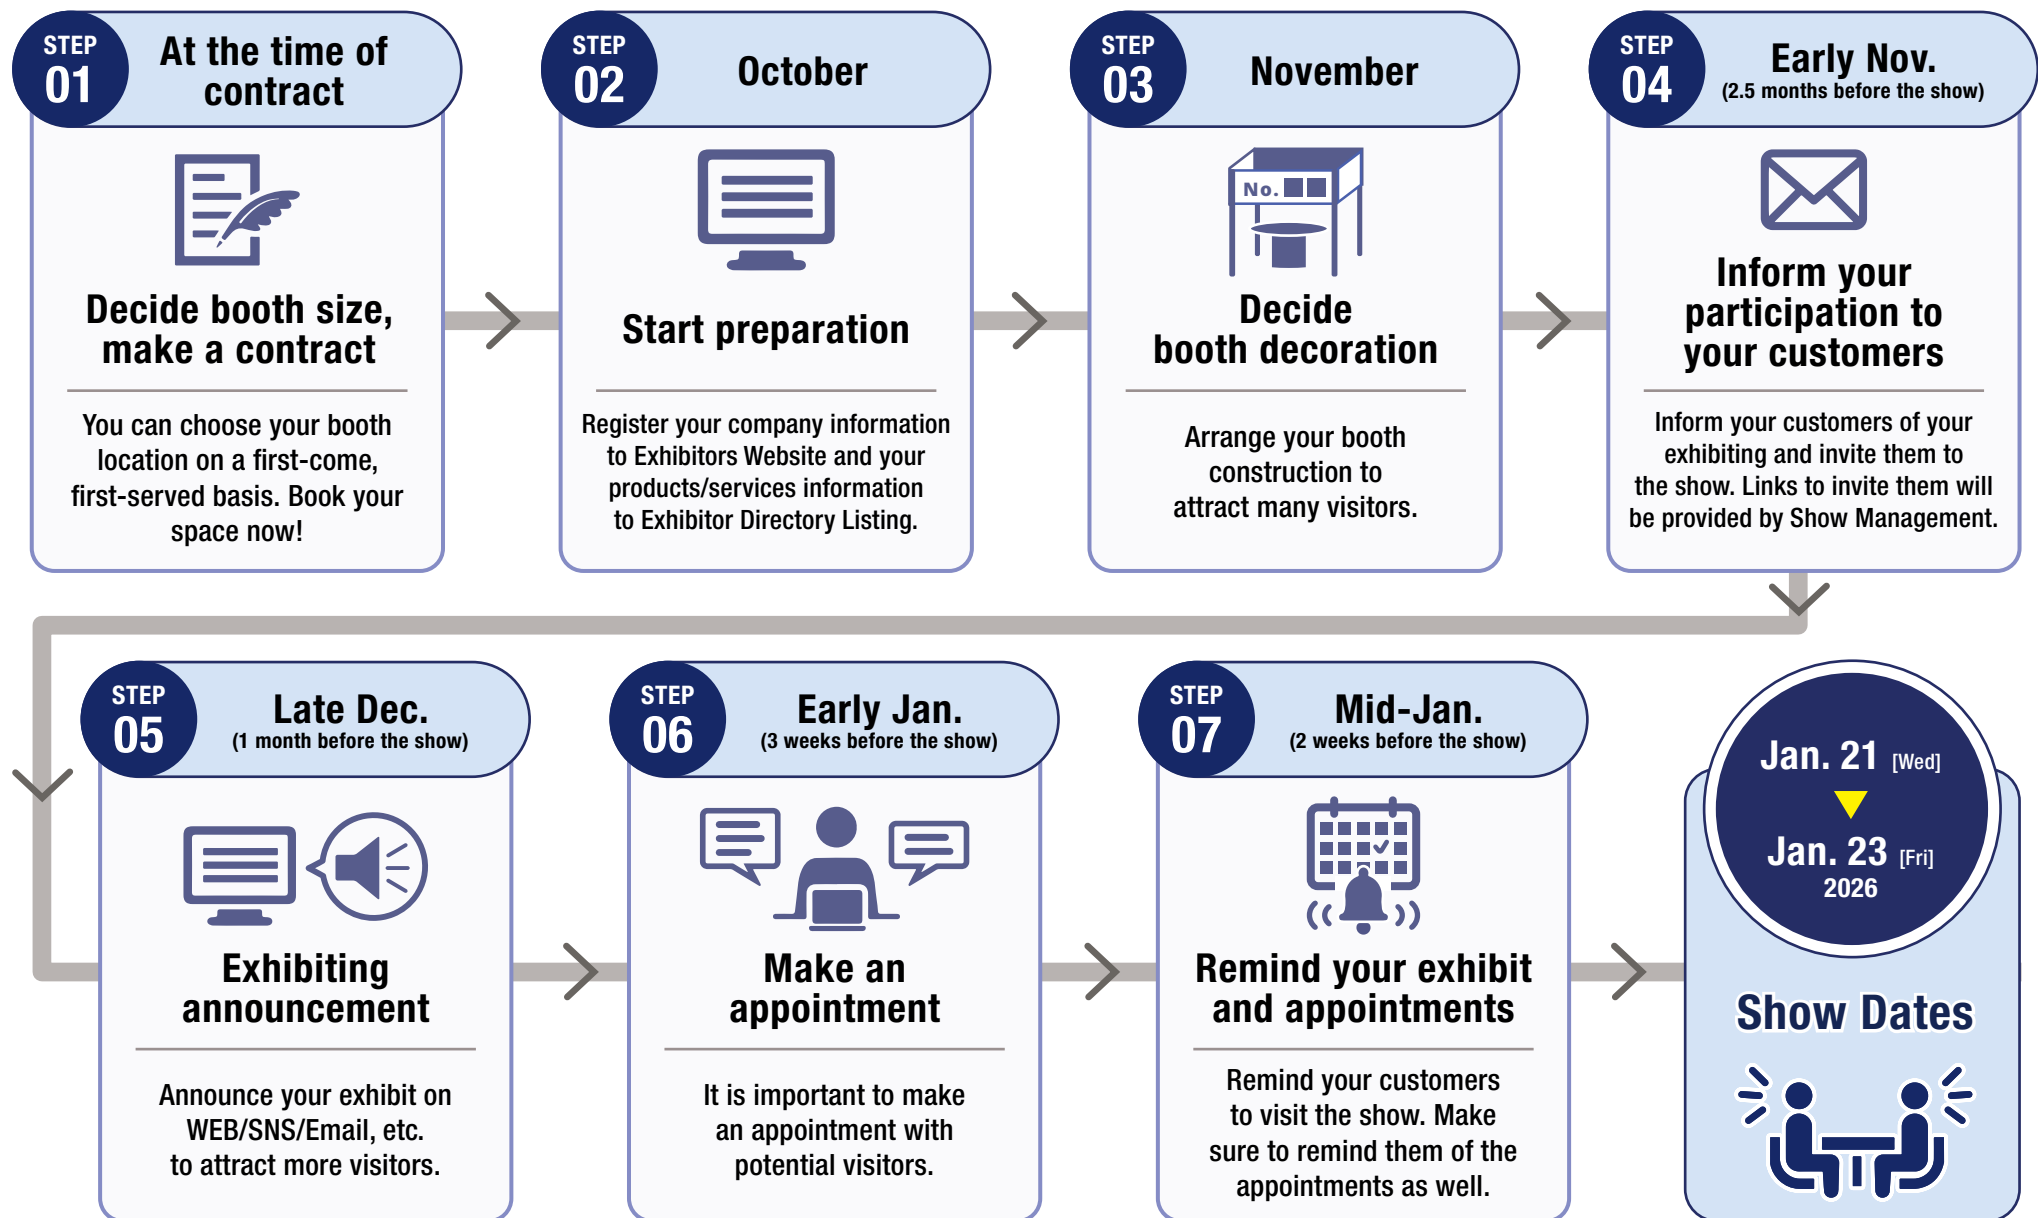 STEP
01
At the time of
contract
Decide booth size,
make a contract
You can choose your booth
location on a first-come,
first-served basis. Book your
space now!
STEP
02
October
Start preparation
Register your company information
to Exhibitors Website and your
products/services information
to Exhibitor Directory Listing.
STEP
03
November
No.
Decide
booth decoration
Arrange your booth
construction to
attract many visitors.
STEP
04
Early Nov.
(2.5 months before the show)
Inform your
participation to
your customers
Inform your customers of your
exhibiting and invite them to
the show. Links to invite them will
be provided by Show Management.
STEP
05
Late Dec.
(1 month before the show)
Exhibiting
announcement
Announce your exhibit on
WEB/SNS/Email, etc.
to attract more visitors.
STEP
06
Early Jan.
(3 weeks before the show)
Make an
appointment
It is important to make
an appointment with
potential visitors.
STEP
07
Mid-Jan.
(2 weeks before the show)
Remind your exhibit
and appointments
Remind your customers
to visit the show. Make
sure to remind them of the
appointments as well.
Jan. 21 [Wed]
Jan. 23 [Fri]
2026
Show Dates